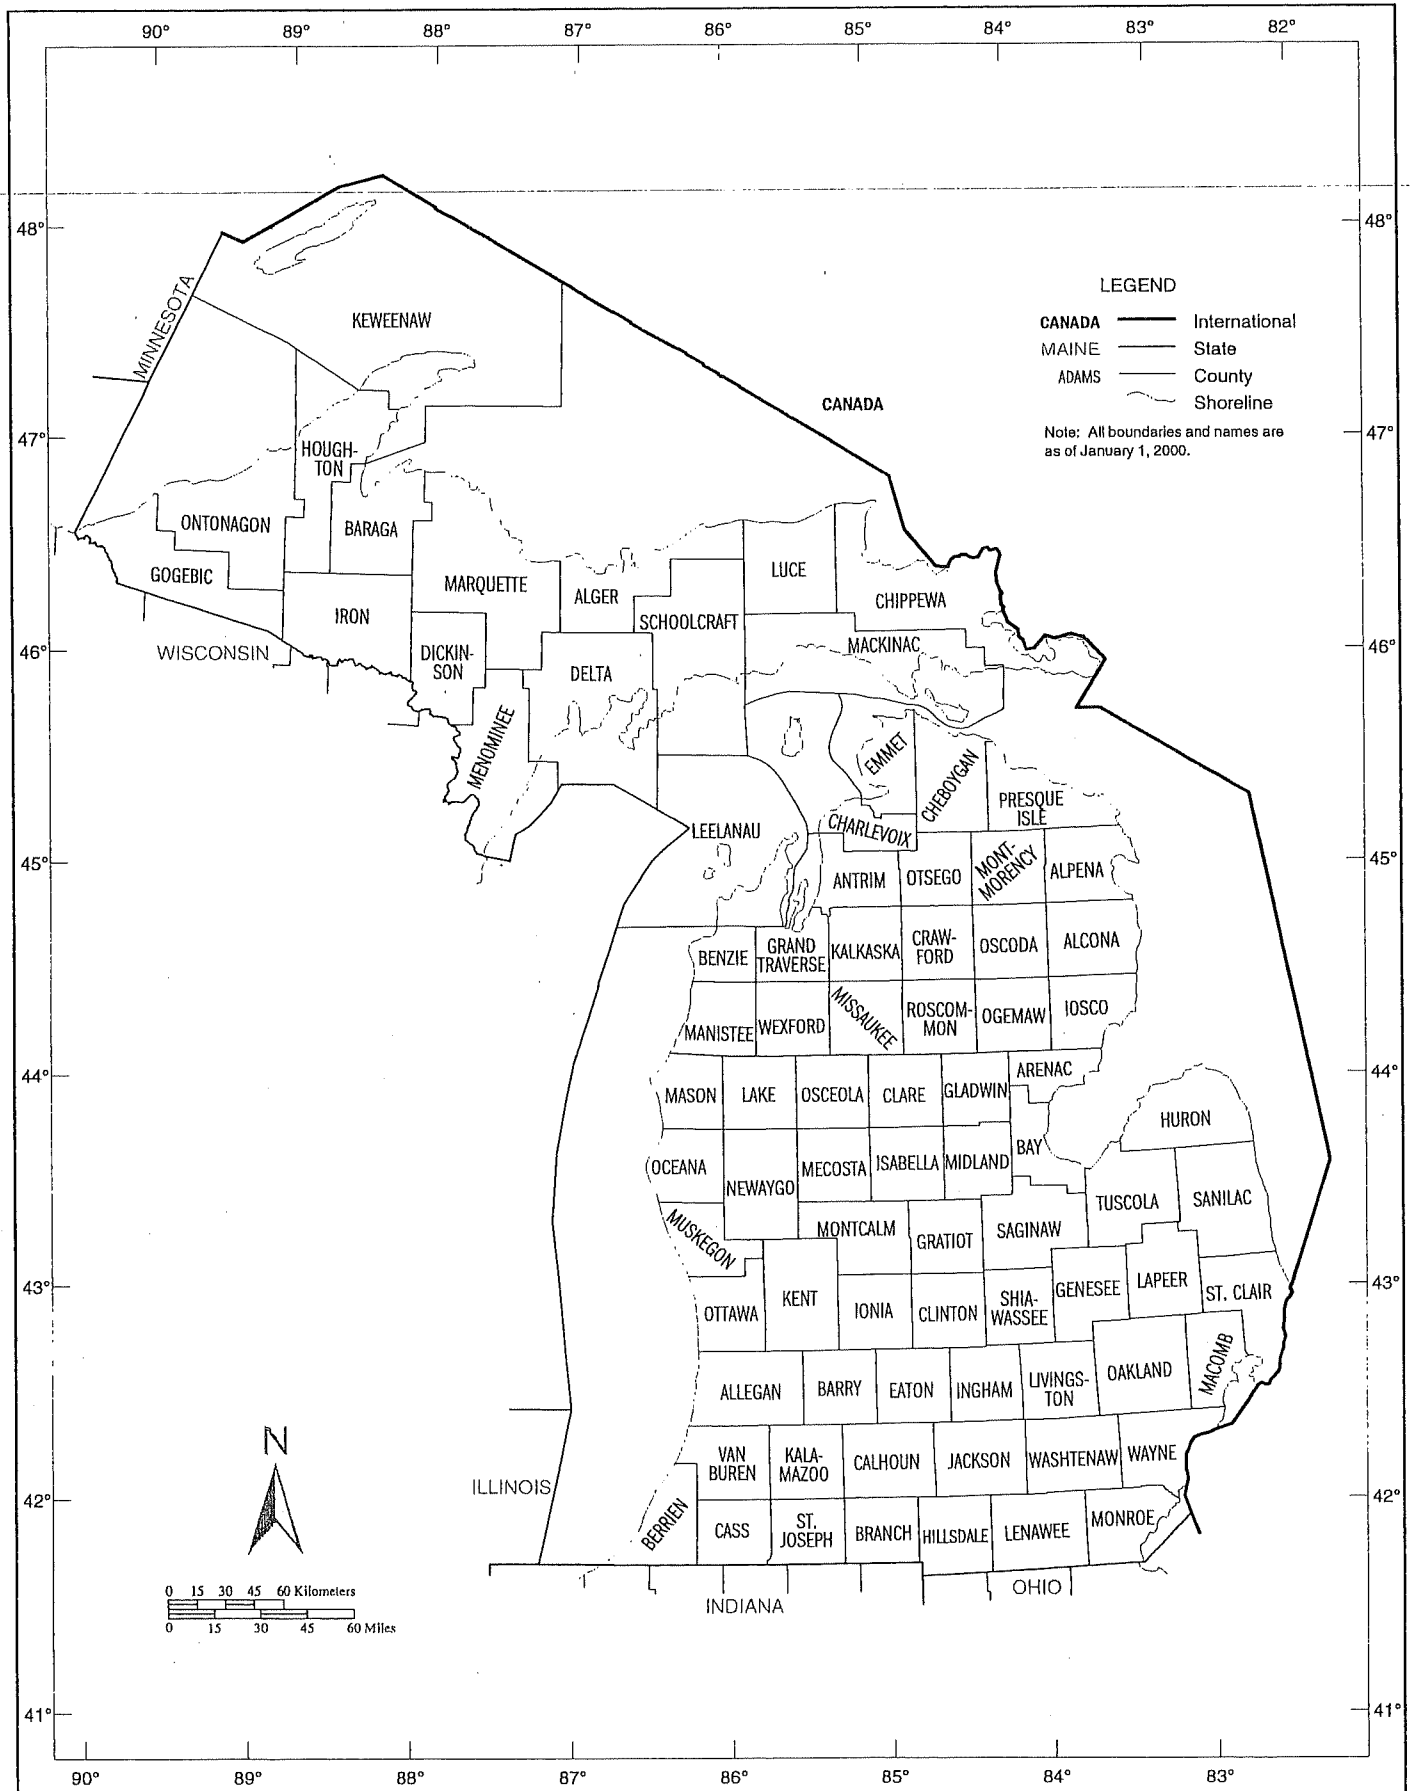 90° 89° 88° 87° 86° 85° 84° 83° 82°
48° 48°
LEGEND
CANADA International
MAINE State
ADAMS County
Shoreline
Note: All boundaries and names are
as of January 1, 2000.
MINNESOTA
KEWEENAW
CANADA
47° 47°
HOUGH-
TON
ONTONAGON
BARAGA
GOGEBIC
MARQUETTE
ALGER
LUCE
CHIPPEWA
IRON
SCHOOLCRAFT
46° 46°
WISCONSIN
DICKIN-
SON
DELTA
MACKINAC
MENOMINEE
EMMET
CHEBOYGAN
PRESQUE
ISLE
LEELANAU
CHARLEVOIX
45° 45°
ANTRIM
OTSEGO
MONT-
MORENCY
ALPENA
BENZIE
GRAND
TRAVERSE
KALKASKA
CRAW-
FORD
OSCODA
ALCONA
MANISTEE
WEXFORD
MISSAUKEE
ROSCOM-
MON
OGEMAW
IOSCO
44° 44°
MASON
LAKE
OSCEOLA
CLARE
GLADWIN
ARENAC
HURON
OCEANA
NEWAYGO
MECOSTA
ISABELLA
MIDLAND
BAY
TUSCOLA
SANILAC
MUSKEGON
MONTCALM
GRATIOT
SAGINAW
43° 43°
OTTAWA
KENT
IONIA
CLINTON
SHIA-
WASSEE
GENESEE
LAPEER
ST. CLAIR
ALLEGAN
BARRY
EATON
INGHAM
LIVINGS-
TON
OAKLAND
MACOMB
N
VAN
BUREN
KALA-
MAZOO
CALHOUN
JACKSON
WASHTENAW
WAYNE
42° 42°
ILLINOIS
BERRIEN
CASS
ST.
JOSEPH
BRANCH
HILLSDALE
LENAWEE
MONROE
INDIANA
OHIO
0 15 30 45 60 Kilometers
0 15 30 45 60 Miles
41° 41°
90° 89° 88° 87° 86° 85° 84° 83°